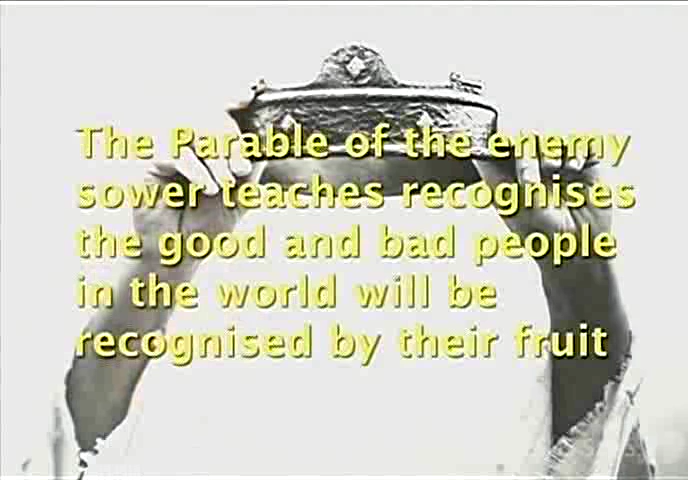 The Parable of the enemy
sower teaches recognises
the good and bad people
in the world will be
recognised by their fruit